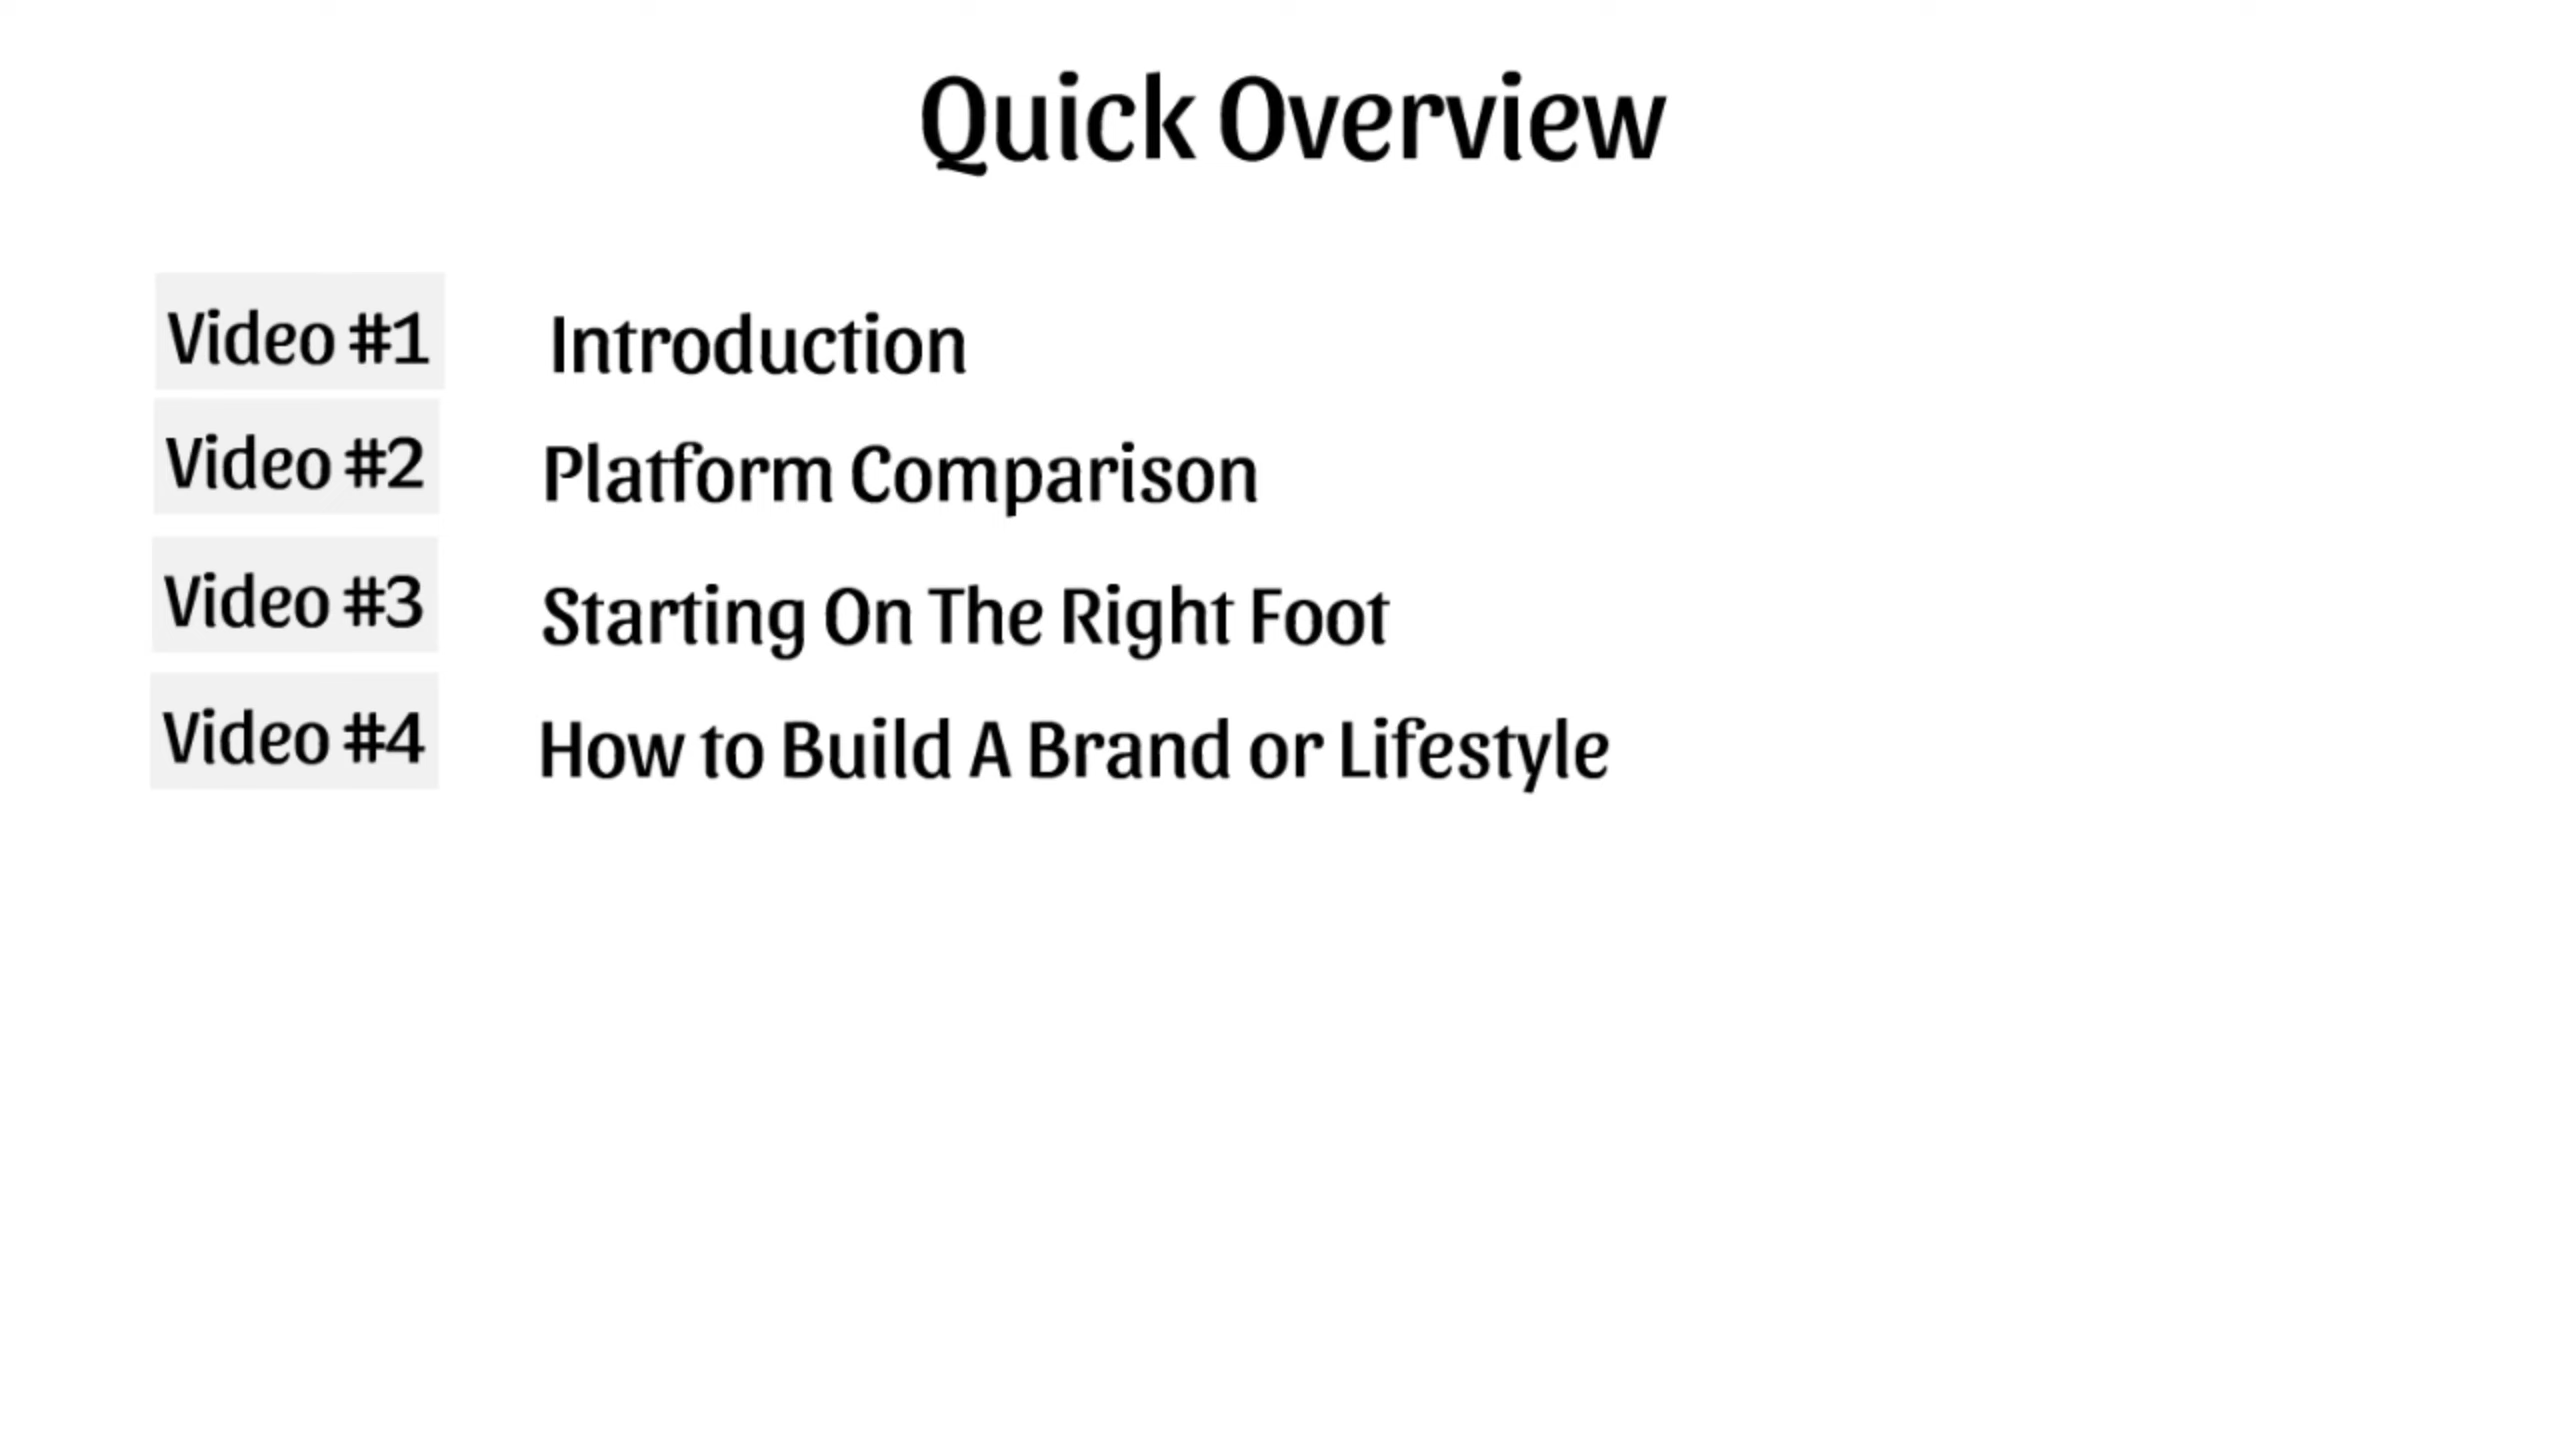 Quick Overview
Video #1 Introduction
Video #2 Platform Comparison
Video #3 Starting On The Right Foot
Video #4 How to Build A Brand or Lifestyle